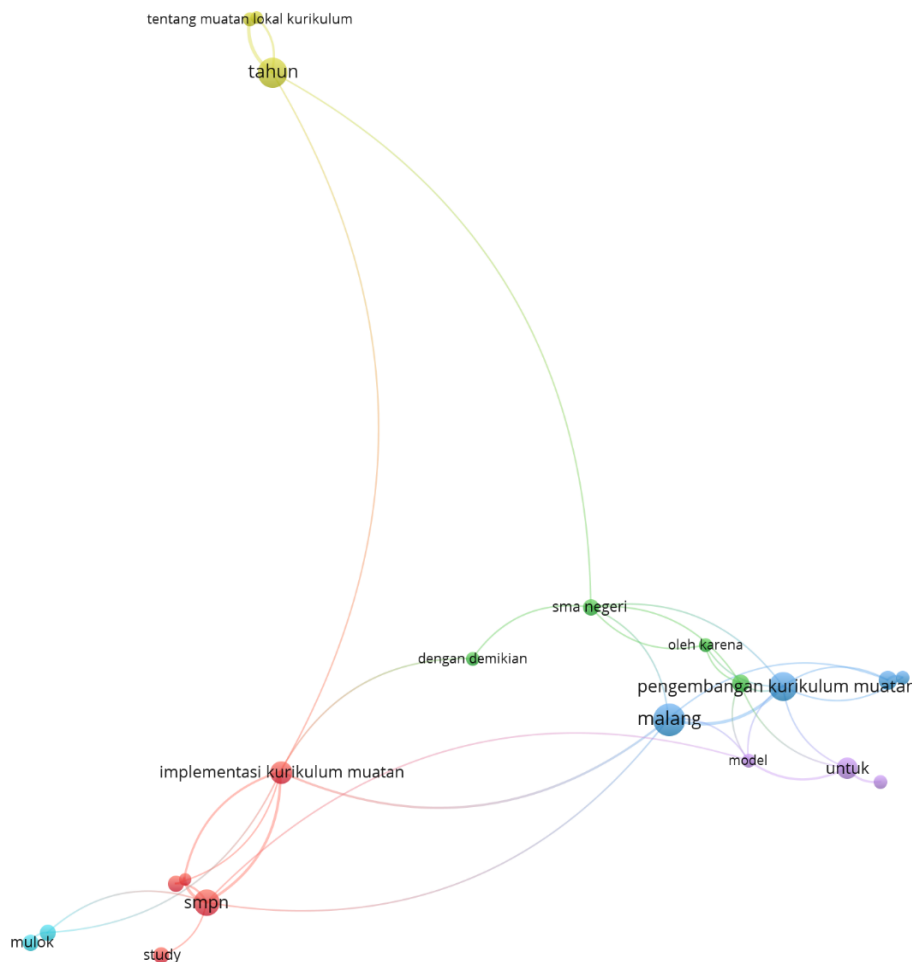 tentang muatan lokal kurikulum
tahun
sma negeri
oleh karena
dengan demikian
pengembangan kurikulum muatan
malang
model
untuk
implementasi kurikulum muatan
smpn
mulok
study